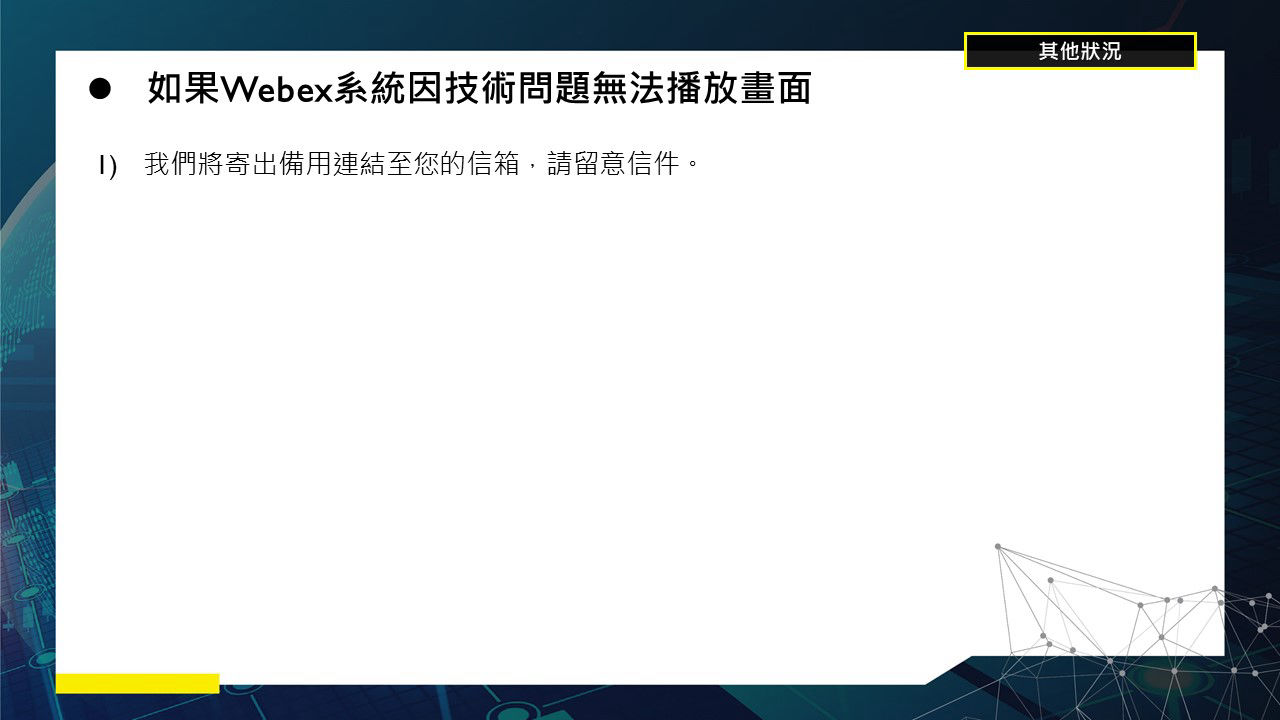 其他狀況
● 如果Webex系統因技術問題無法播放畫面
1) 我們將寄出備用連結至您的信箱，請留意信件。